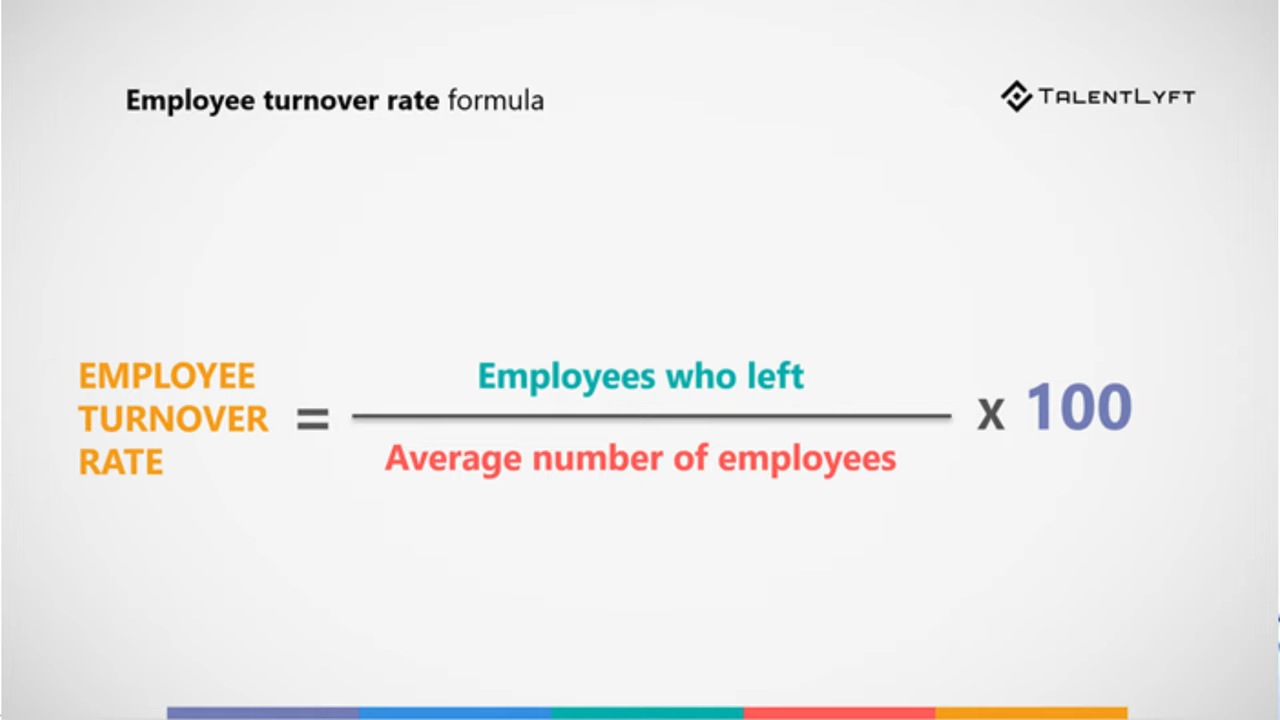 Employee turnover rate formula
TALENTLYFT
EMPLOYEE
TURNOVER
RATE
=
Employees who left
Average number of employees
x 100